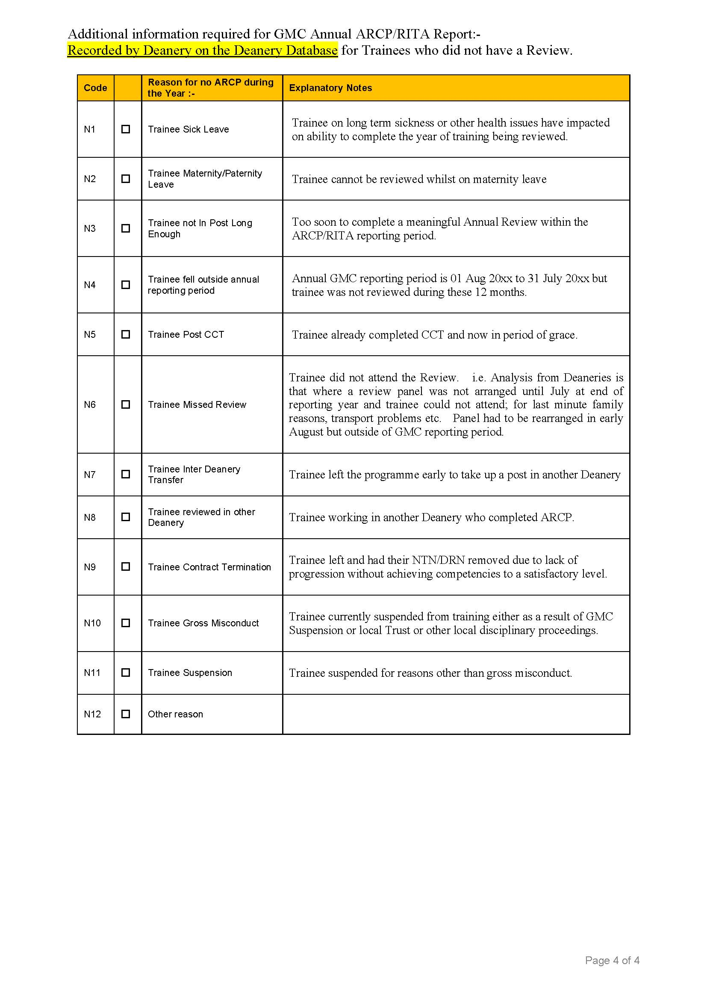 Additional information required for GMC Annual ARCP/RITA Report:-
Recorded by Deanery on the Deanery Database for Trainees who did not have a Review.
Code
Reason for no ARCP during
the Year :-
Explanatory Notes
N1
Trainee Sick Leave
Trainee on long term sickness or other health issues have impacted
on ability to complete the year of training being reviewed.
N2
Trainee Maternity/Paternity
Leave
Trainee cannot be reviewed whilst on maternity leave
N3
Trainee not In Post Long
Enough
Too soon to complete a meaningful Annual Review within the
ARCP/RITA reporting period.
N4
Trainee fell outside annual
reporting period
Annual GMC reporting period is 01 Aug 20xx to 31 July 20xx but
trainee was not reviewed during these 12 months.
N5
Trainee Post CCT
Trainee already completed CCT and now in period of grace.
N6
Trainee Missed Review
Trainee did not attend the Review. i.e. Analysis from Deaneries is
that where a review panel was not arranged until July at end of
reporting year and trainee could not attend; for last minute family
reasons, transport problems etc. Panel had to be rearranged in early
August but outside of GMC reporting period.
N7
Trainee Inter Deanery
Transfer
Trainee left the programme early to take up a post in another Deanery
N8
Trainee reviewed in other
Deanery
Trainee working in another Deanery who completed ARCP.
N9
Trainee Contract Termination
Trainee left and had their NTN/DRN removed due to lack of
progression without achieving competencies to a satisfactory level.
N10
Trainee Gross Misconduct
Trainee currently suspended from training either as a result of GMC
Suspension or local Trust or other local disciplinary proceedings.
N11
Trainee Suspension
Trainee suspended for reasons other than gross misconduct.
N12
Other reason
Page 4 of 4